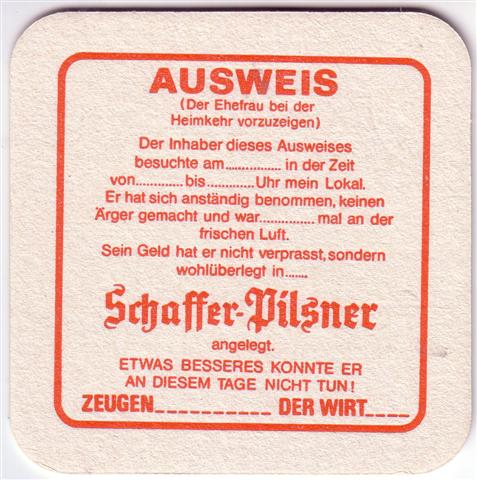 AUSWEIS
(Der Ehefrau bei der
Heimkehr vorzuzeigen)
Der Inhaber dieses Ausweises
besuchte am............... in der Zeit
von............. bis............. Uhr mein Lokal.
Er hat sich anständig benommen, keinen
Ärger gemacht und war............... mal an der
frischen Luft.
Sein Geld hat er nicht verprasst, sondern
wohlüberlegt in......
Schaffer-Pilsner
angelegt.
ETWAS BESSERES KONNTE ER
AN DIESEM TAGE NICHT TUN!
ZEUGEN__________ DER WIRT____